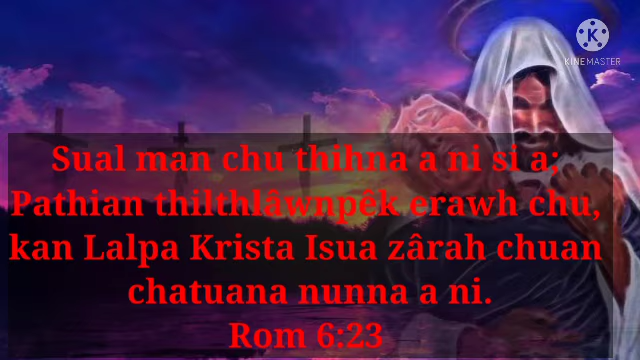 KINEMASTER
Sual man chu thihna a ni si a;
Pathian thilthlâwnpêk erawh chu,
kan Lalpa Krista Isua zârah chuan
chatuana nunna a ni.
Rom 6:23